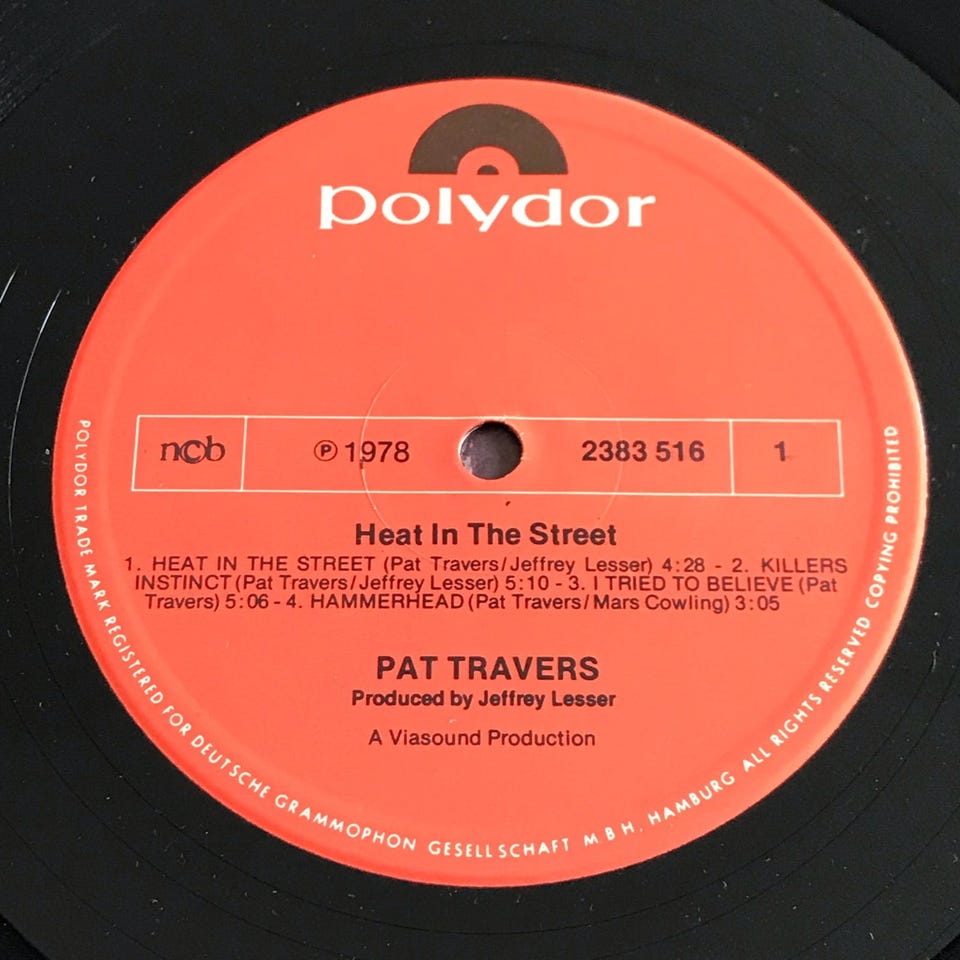 polydor
ncb ℗ 1978 2383 516 1
Heat In The Street
1. HEAT IN THE STREET (Pat Travers/Jeffrey Lesser) 4:28 - 2. KILLERS
INSTINCT (Pat Travers/Jeffrey Lesser) 5:10 - 3. I TRIED TO BELIEVE (Pat
Travers) 5:06 - 4. HAMMERHEAD (Pat Travers/Mars Cowling) 3:05
PAT TRAVERS
Produced by Jeffrey Lesser
A Viasound Production
POLYDOR TRADE MARK REGISTERED FOR DEUTSCHE GRAMMOPHON GESELLSCHAFT M B H, HAMBURG ALL RIGHTS RESERVED COPYING PROHIBITED